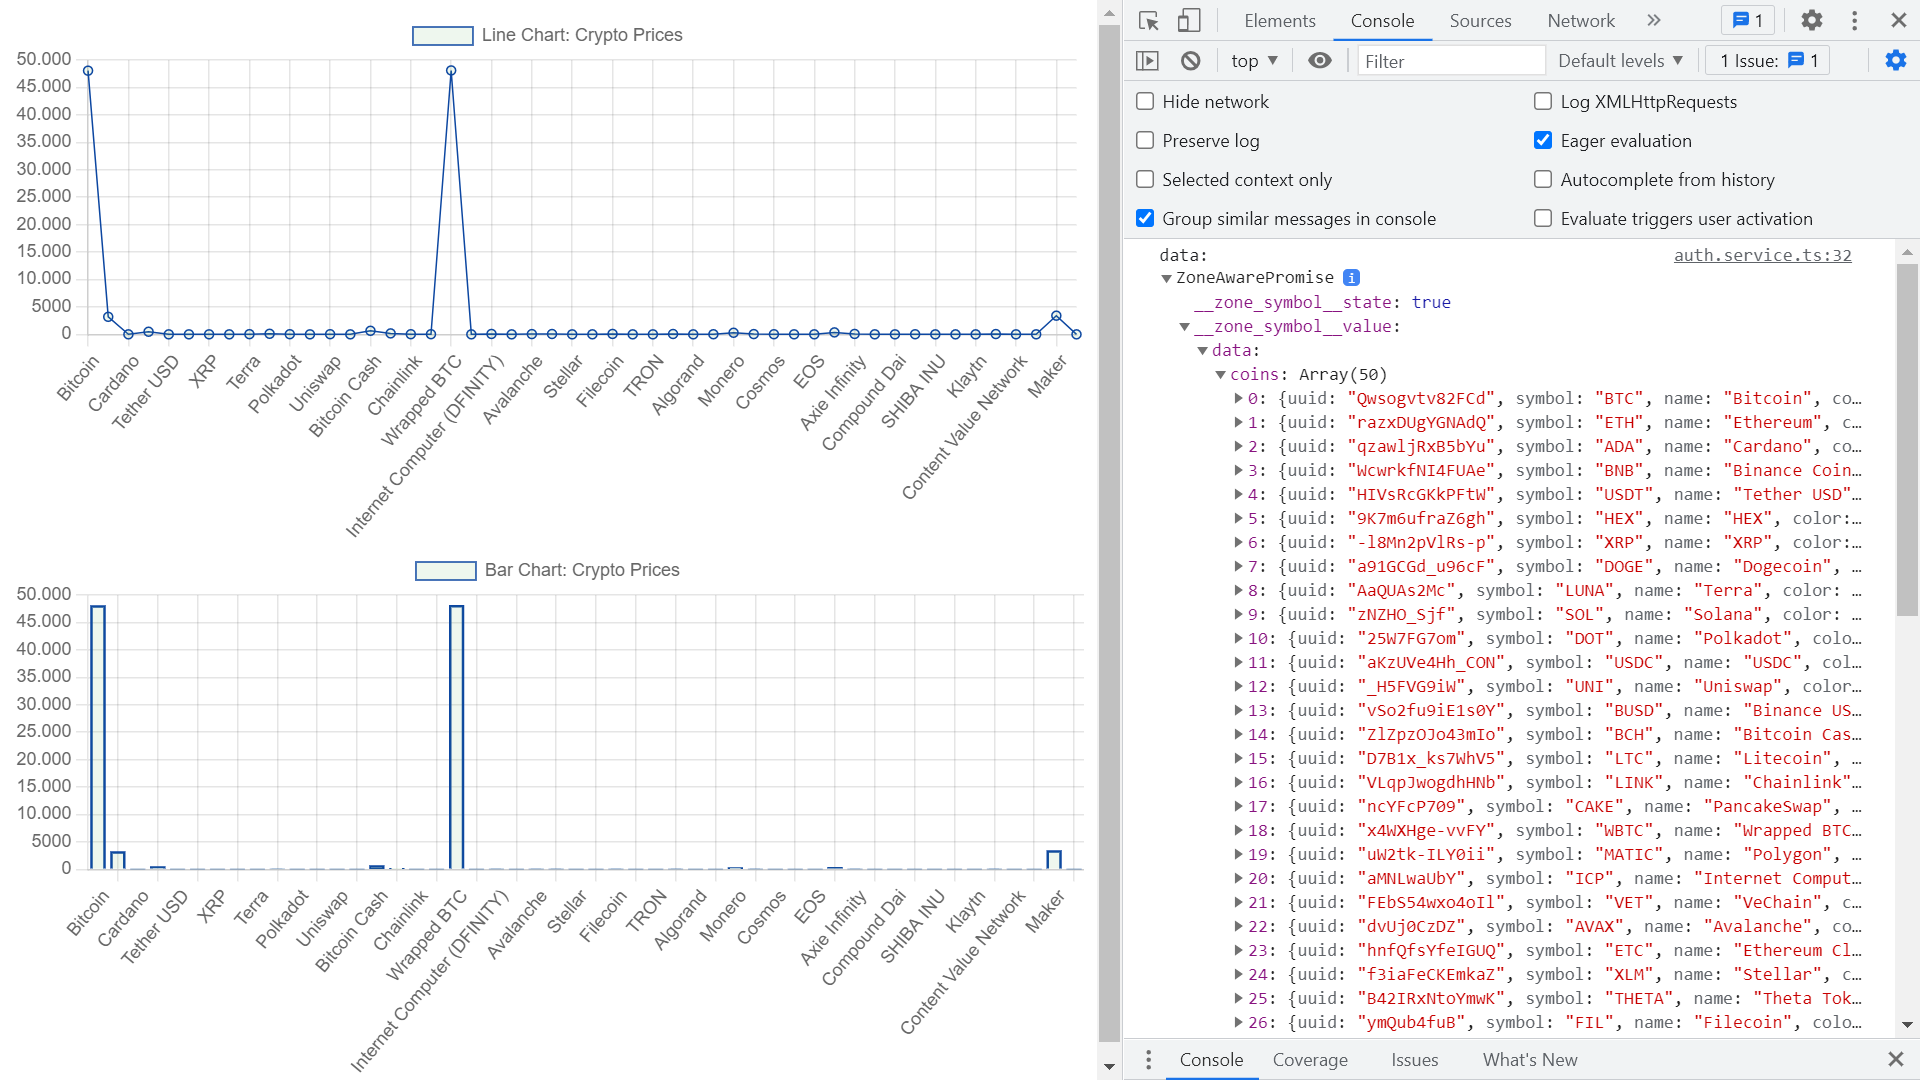 Line Chart: Crypto Prices
50.000
45.000
40.000
35.000
30.000
25.000
20.000
15.000
10.000
5000
0
Bitcoin
Cardano
Tether USD
XRP
Terra
Polkadot
Uniswap
Bitcoin Cash
Chainlink
Wrapped BTC
Internet Computer (DFINITY)
Avalanche
Stellar
Filecoin
TRON
Algorand
Monero
Cosmos
EOS
Axie Infinity
Compound Dai
SHIBA INU
Klaytn
Content Value Network
Maker
Bar Chart: Crypto Prices
50.000
45.000
40.000
35.000
30.000
25.000
20.000
15.000
10.000
5000
0
Bitcoin
Cardano
Tether USD
XRP
Terra
Polkadot
Uniswap
Bitcoin Cash
Chainlink
Wrapped BTC
Internet Computer (DFINITY)
Avalanche
Stellar
Filecoin
TRON
Algorand
Monero
Cosmos
EOS
Axie Infinity
Compound Dai
SHIBA INU
Klaytn
Content Value Network
Maker
Elements Console Sources Network » 1
top Filter Default levels 1 Issue: 1
Hide network Log XMLHttpRequests
Preserve log Eager evaluation
Selected context only Autocomplete from history
Group similar messages in console Evaluate triggers user activation
data: auth.service.ts:32
ZoneAwarePromise i
__zone_symbol__state: true
__zone_symbol__value:
data:
coins: Array(50)
0: {uuid: "Qwsogvtv82FCd", symbol: "BTC", name: "Bitcoin", co…
1: {uuid: "razxDUgYGNAdQ", symbol: "ETH", name: "Ethereum", c…
2: {uuid: "qzawljRxB5bYu", symbol: "ADA", name: "Cardano", co…
3: {uuid: "WcwrkfNI4FUAe", symbol: "BNB", name: "Binance Coin…
4: {uuid: "HIVsRcGKkPFtW", symbol: "USDT", name: "Tether USD"…
5: {uuid: "9K7m6ufraZ6gh", symbol: "HEX", name: "HEX", color:…
6: {uuid: "-l8Mn2pVlRs-p", symbol: "XRP", name: "XRP", color:…
7: {uuid: "a91GCGd_u96cF", symbol: "DOGE", name: "Dogecoin", …
8: {uuid: "AaQUAs2Mc", symbol: "LUNA", name: "Terra", color: …
9: {uuid: "zNZHO_Sjf", symbol: "SOL", name: "Solana", color: …
10: {uuid: "25W7FG7om", symbol: "DOT", name: "Polkadot", colo…
11: {uuid: "aKzUVe4Hh_CON", symbol: "USDC", name: "USDC", col…
12: {uuid: "_H5FVG9iW", symbol: "UNI", name: "Uniswap", color…
13: {uuid: "vSo2fu9iE1s0Y", symbol: "BUSD", name: "Binance US…
14: {uuid: "ZlZpzOJo43mIo", symbol: "BCH", name: "Bitcoin Cas…
15: {uuid: "D7B1x_ks7WhV5", symbol: "LTC", name: "Litecoin", …
16: {uuid: "VLqpJwogdhHNb", symbol: "LINK", name: "Chainlink"…
17: {uuid: "ncYFcP709", symbol: "CAKE", name: "PancakeSwap", …
18: {uuid: "x4WXHge-vvFY", symbol: "WBTC", name: "Wrapped BTC…
19: {uuid: "uW2tk-ILY0ii", symbol: "MATIC", name: "Polygon", …
20: {uuid: "aMNLwaUbY", symbol: "ICP", name: "Internet Comput…
21: {uuid: "FEbS54wxo4oIl", symbol: "VET", name: "VeChain", c…
22: {uuid: "dvUj0CzDZ", symbol: "AVAX", name: "Avalanche", co…
23: {uuid: "hnfQfsYfeIGUQ", symbol: "ETC", name: "Ethereum Cl…
24: {uuid: "f3iaFeCKEmkaZ", symbol: "XLM", name: "Stellar", c…
25: {uuid: "B42IRxNtoYmwK", symbol: "THETA", name: "Theta Tok…
26: {uuid: "ymQub4fuB", symbol: "FIL", name: "Filecoin", colo…
Console Coverage Issues What's New